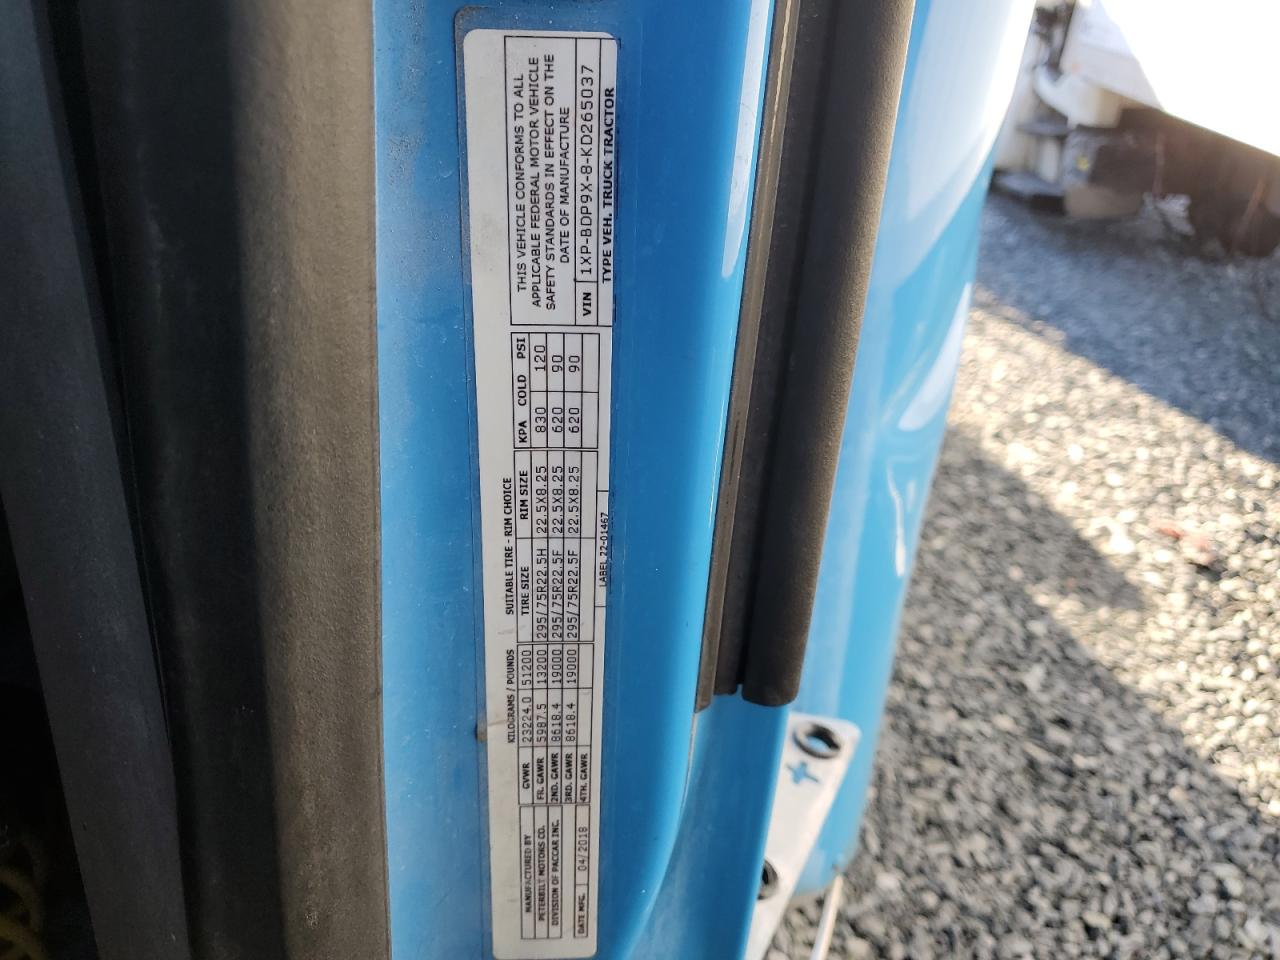 MANUFACTURED BY
PETERBILT MOTORS CO.
DIVISION OF PACCAR INC.
DATE MFG. 04/2018
KILOGRAMS / POUNDS
GVWR 23224.0 51200
FR. GAWR 5987.5 13200
2ND. GAWR 8618.4 19000
3RD. GAWR 8618.4 19000
4TH. GAWR
SUITABLE TIRE - RIM CHOICE
TIRE SIZE RIM SIZE KPA COLD PSI
295/75R22.5H 22.5X8.25 830 120
295/75R22.5F 22.5X8.25 620 90
295/75R22.5F 22.5X8.25 620 90
LABEL 22-01467
THIS VEHICLE CONFORMS TO ALL
APPLICABLE FEDERAL MOTOR VEHICLE
SAFETY STANDARDS IN EFFECT ON THE
DATE OF MANUFACTURE
VIN 1XP-BDP9X-8-KD265037
TYPE VEH. TRUCK TRACTOR